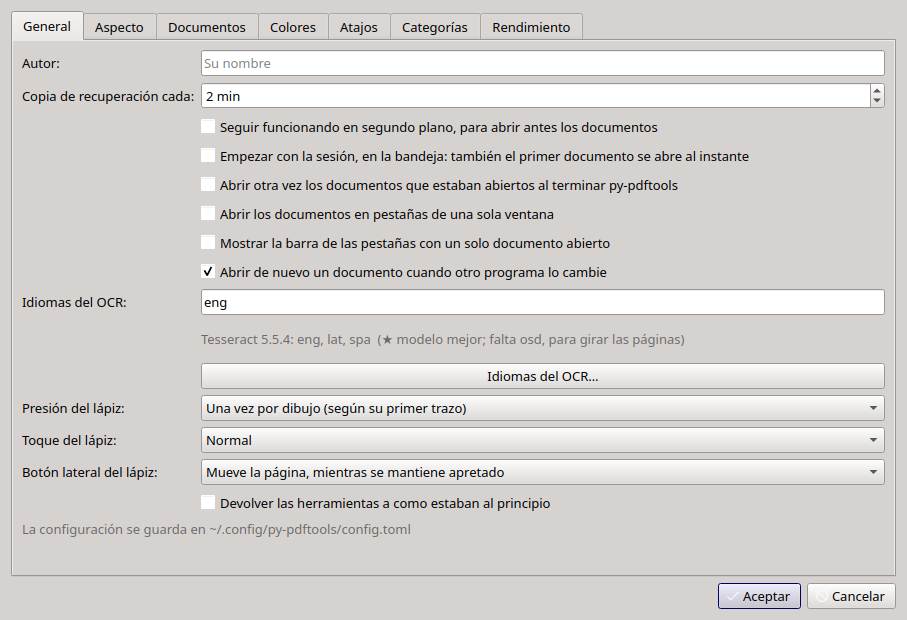 General
Aspecto
Documentos
Colores
Atajos
Categorías
Rendimiento
Autor:
Su nombre
Copia de recuperación cada:
2 min
Seguir funcionando en segundo plano, para abrir antes los documentos
Empezar con la sesión, en la bandeja: también el primer documento se abre al instante
Abrir otra vez los documentos que estaban abiertos al terminar py-pdftools
Abrir los documentos en pestañas de una sola ventana
Mostrar la barra de las pestañas con un solo documento abierto
Abrir de nuevo un documento cuando otro programa lo cambie
Idiomas del OCR:
eng
Tesseract 5.5.4: eng, lat, spa (★ modelo mejor; falta osd, para girar las páginas)
Idiomas del OCR...
Presión del lápiz:
Una vez por dibujo (según su primer trazo)
Toque del lápiz:
Normal
Botón lateral del lápiz:
Mueve la página, mientras se mantiene apretado
Devolver las herramientas a como estaban al principio
La configuración se guarda en ~/.config/py-pdftools/config.toml
Aceptar
Cancelar